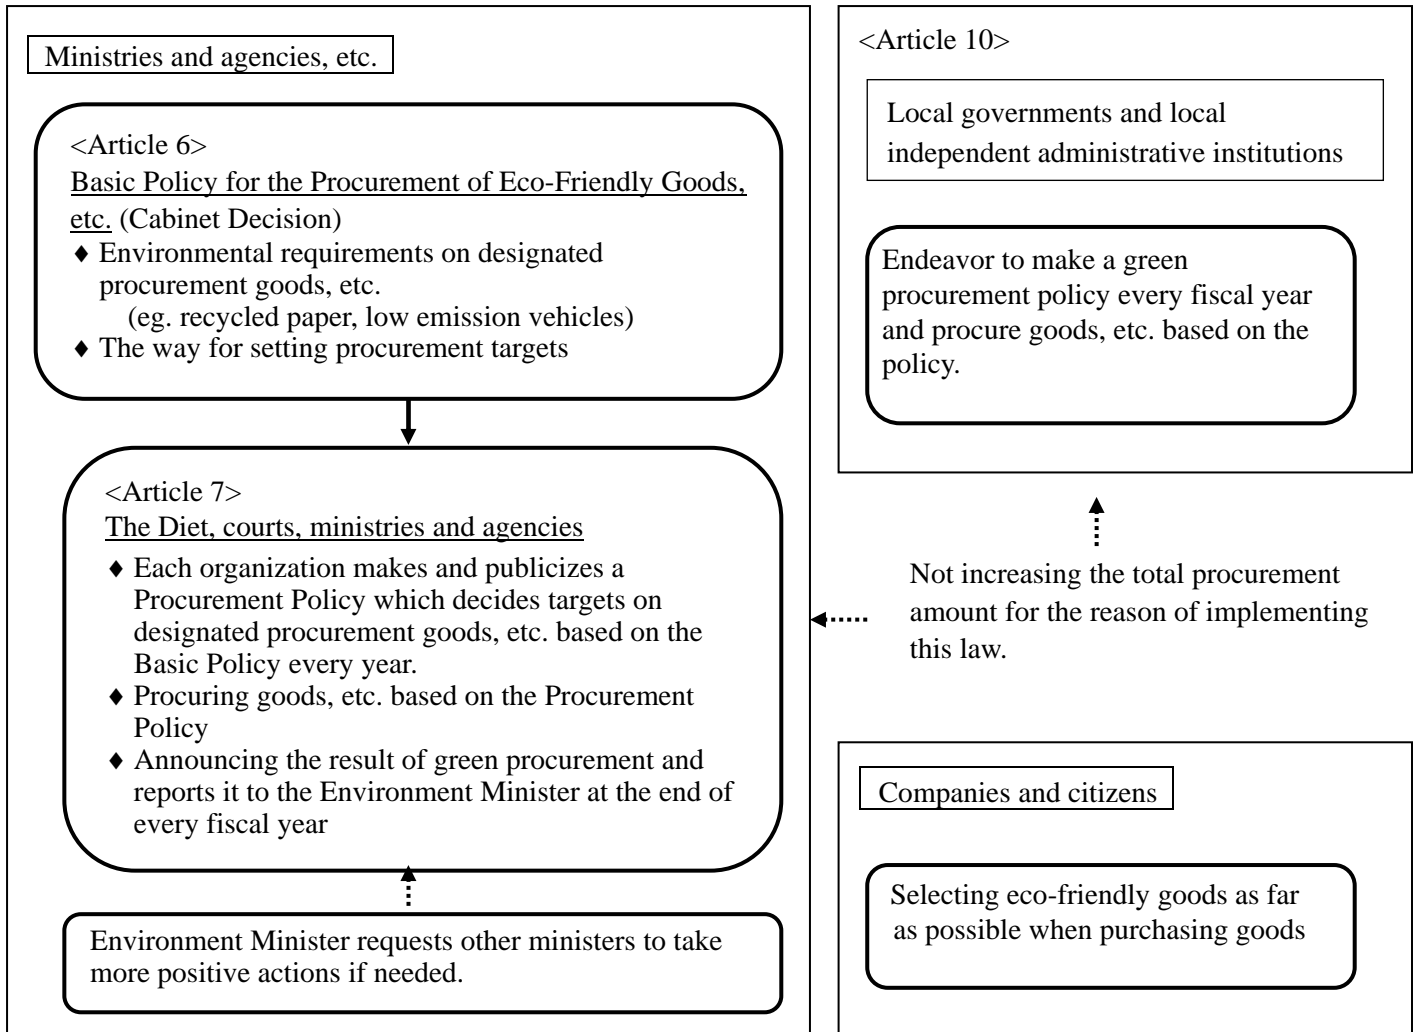 Ministries and agencies, etc.
<Article 6>
Basic Policy for the Procurement of Eco-Friendly Goods,
etc. (Cabinet Decision)
♦ Environmental requirements on designated
procurement goods, etc.
(eg. recycled paper, low emission vehicles)
♦ The way for setting procurement targets
<Article 7>
The Diet, courts, ministries and agencies
♦ Each organization makes and publicizes a
Procurement Policy which decides targets on
designated procurement goods, etc. based on the
Basic Policy every year.
♦ Procuring goods, etc. based on the Procurement
Policy
♦ Announcing the result of green procurement and
reports it to the Environment Minister at the end of
every fiscal year
Environment Minister requests other ministers to take
more positive actions if needed.
<Article 10>
Local governments and local
independent administrative institutions
Endeavor to make a green
procurement policy every fiscal year
and procure goods, etc. based on the
policy.
Not increasing the total procurement
amount for the reason of implementing
this law.
Companies and citizens
Selecting eco-friendly goods as far
as possible when purchasing goods